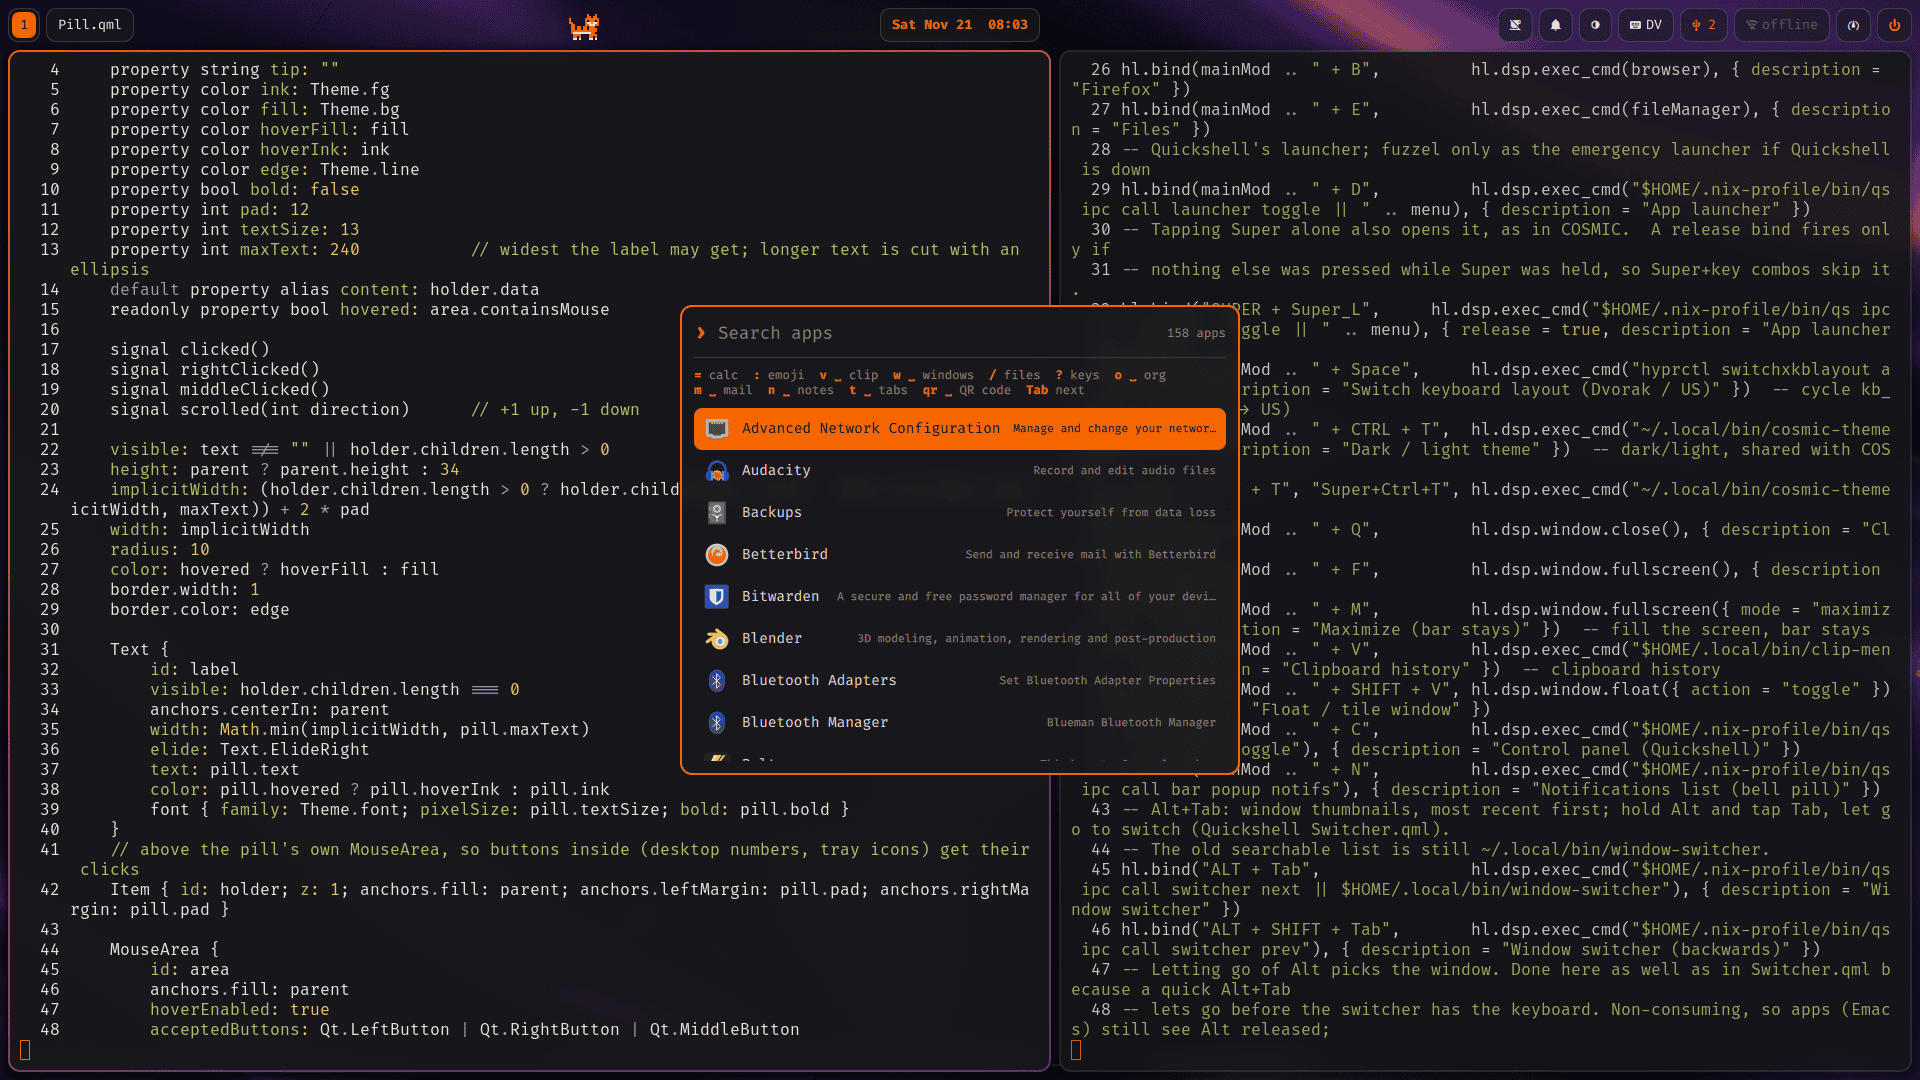 1 Pill.qml Sat Nov 21 08:03 DV 2 offline
4 property string tip: ""
5 property color ink: Theme.fg
6 property color fill: Theme.bg
7 property color hoverFill: fill
8 property color hoverInk: ink
9 property color edge: Theme.line
10 property bool bold: false
11 property int pad: 12
12 property int textSize: 13
13 property int maxText: 240 // widest the label may get; longer text is cut with an
ellipsis
14 default property alias content: holder.data
15 readonly property bool hovered: area.containsMouse
16
17 signal clicked()
18 signal rightClicked()
19 signal middleClicked()
20 signal scrolled(int direction) // +1 up, -1 down
21
22 visible: text !== "" || holder.children.length > 0
23 height: parent ? parent.height : 34
24 implicitWidth: (holder.children.length > 0 ? holder.child
icitWidth, maxText)) + 2 * pad
25 width: implicitWidth
26 radius: 10
27 color: hovered ? hoverFill : fill
28 border.width: 1
29 border.color: edge
30
31 Text {
32 id: label
33 visible: holder.children.length === 0
34 anchors.centerIn: parent
35 width: Math.min(implicitWidth, pill.maxText)
36 elide: Text.ElideRight
37 text: pill.text
38 color: pill.hovered ? pill.hoverInk : pill.ink
39 font { family: Theme.font; pixelSize: pill.textSize; bold: pill.bold }
40 }
41 // above the pill's own MouseArea, so buttons inside (desktop numbers, tray icons) get their
clicks
42 Item { id: holder; z: 1; anchors.fill: parent; anchors.leftMargin: pill.pad; anchors.rightMa
rgin: pill.pad }
43
44 MouseArea {
45 id: area
46 anchors.fill: parent
47 hoverEnabled: true
48 acceptedButtons: Qt.LeftButton | Qt.RightButton | Qt.MiddleButton
❯ Search apps 158 apps
= calc : emoji v ␣ clip w ␣ windows / files ? keys o ␣ org
m ␣ mail n ␣ notes t ␣ tabs qr ␣ QR code Tab next
Advanced Network Configuration Manage and change your networ…
Audacity Record and edit audio files
Backups Protect yourself from data loss
Betterbird Send and receive mail with Betterbird
Bitwarden A secure and free password manager for all of your devi…
Blender 3D modeling, animation, rendering and post-production
Bluetooth Adapters Set Bluetooth Adapter Properties
Bluetooth Manager Blueman Bluetooth Manager
26 hl.bind(mainMod .. " + B", hl.dsp.exec_cmd(browser), { description =
"Firefox" })
27 hl.bind(mainMod .. " + E", hl.dsp.exec_cmd(fileManager), { descriptio
n = "Files" })
28 -- Quickshell's launcher; fuzzel only as the emergency launcher if Quickshell
is down
29 hl.bind(mainMod .. " + D", hl.dsp.exec_cmd("$HOME/.nix-profile/bin/qs
ipc call launcher toggle || " .. menu), { description = "App launcher" })
30 -- Tapping Super alone also opens it, as in COSMIC. A release bind fires onl
y if
31 -- nothing else was pressed while Super was held, so Super+key combos skip it
.
ER + Super_L", hl.dsp.exec_cmd("$HOME/.nix-profile/bin/qs ipc
ggle || " .. menu), { release = true, description = "App launcher
Mod .. " + Space", hl.dsp.exec_cmd("hyprctl switchxkblayout a
ription = "Switch keyboard layout (Dvorak / US)" }) -- cycle kb_
→ US)
Mod .. " + CTRL + T", hl.dsp.exec_cmd("~/.local/bin/cosmic-theme
ription = "Dark / light theme" }) -- dark/light, shared with COS
+ T", "Super+Ctrl+T", hl.dsp.exec_cmd("~/.local/bin/cosmic-theme
Mod .. " + Q", hl.dsp.window.close(), { description = "Cl
Mod .. " + F", hl.dsp.window.fullscreen(), { description
Mod .. " + M", hl.dsp.window.fullscreen({ mode = "maximiz
tion = "Maximize (bar stays)" }) -- fill the screen, bar stays
Mod .. " + V", hl.dsp.exec_cmd("$HOME/.local/bin/clip-men
n = "Clipboard history" }) -- clipboard history
Mod .. " + SHIFT + V", hl.dsp.window.float({ action = "toggle" })
"Float / tile window" })
Mod .. " + C", hl.dsp.exec_cmd("$HOME/.nix-profile/bin/qs
oggle"), { description = "Control panel (Quickshell)" })
Mod .. " + N", hl.dsp.exec_cmd("$HOME/.nix-profile/bin/qs
ipc call bar popup notifs"), { description = "Notifications list (bell pill)" })
43 -- Alt+Tab: window thumbnails, most recent first; hold Alt and tap Tab, let g
o to switch (Quickshell Switcher.qml).
44 -- The old searchable list is still ~/.local/bin/window-switcher.
45 hl.bind("ALT + Tab", hl.dsp.exec_cmd("$HOME/.nix-profile/bin/qs
ipc call switcher next || $HOME/.local/bin/window-switcher"), { description = "Wi
ndow switcher" })
46 hl.bind("ALT + SHIFT + Tab", hl.dsp.exec_cmd("$HOME/.nix-profile/bin/qs
ipc call switcher prev"), { description = "Window switcher (backwards)" })
47 -- Letting go of Alt picks the window. Done here as well as in Switcher.qml b
ecause a quick Alt+Tab
48 -- lets go before the switcher has the keyboard. Non-consuming, so apps (Emac
s) still see Alt released;